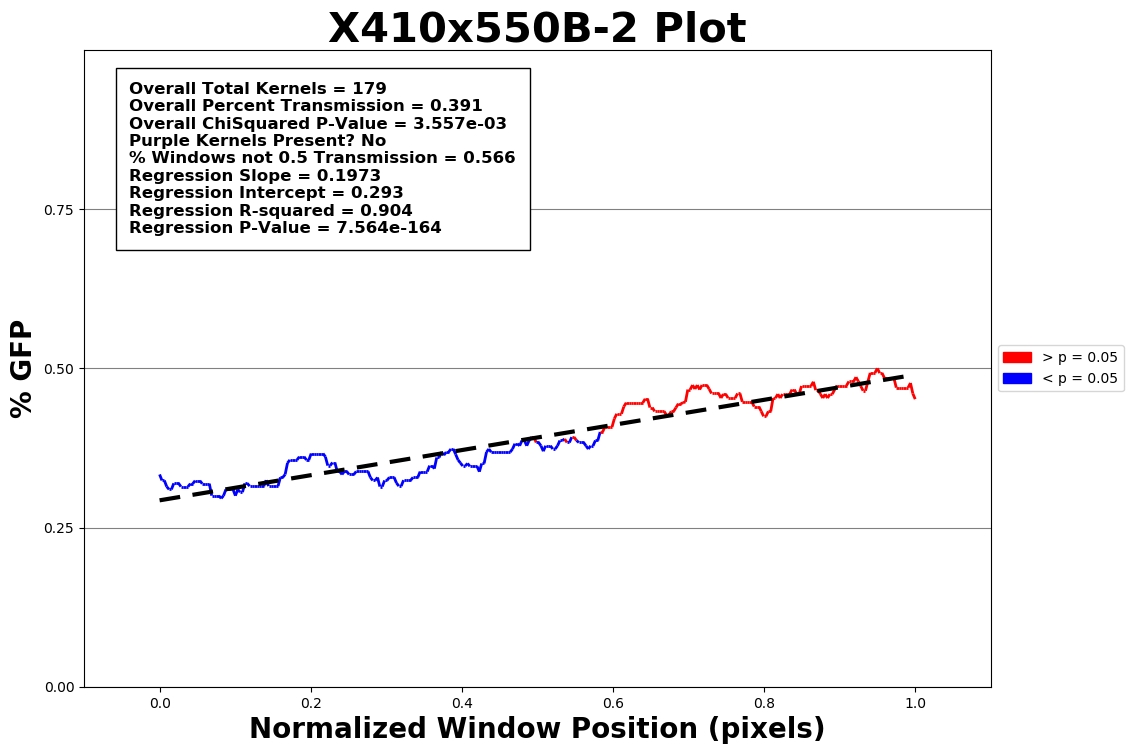 X410x550B-2 Plot
Overall Total Kernels = 179
Overall Percent Transmission = 0.391
Overall ChiSquared P-Value = 3.557e-03
Purple Kernels Present? No
% Windows not 0.5 Transmission = 0.566
Regression Slope = 0.1973
Regression Intercept = 0.293
Regression R-squared = 0.904
Regression P-Value = 7.564e-164
% GFP
0.75
0.50
0.25
0.00
0.0 0.2 0.4 0.6 0.8 1.0
Normalized Window Position (pixels)
> p = 0.05
< p = 0.05